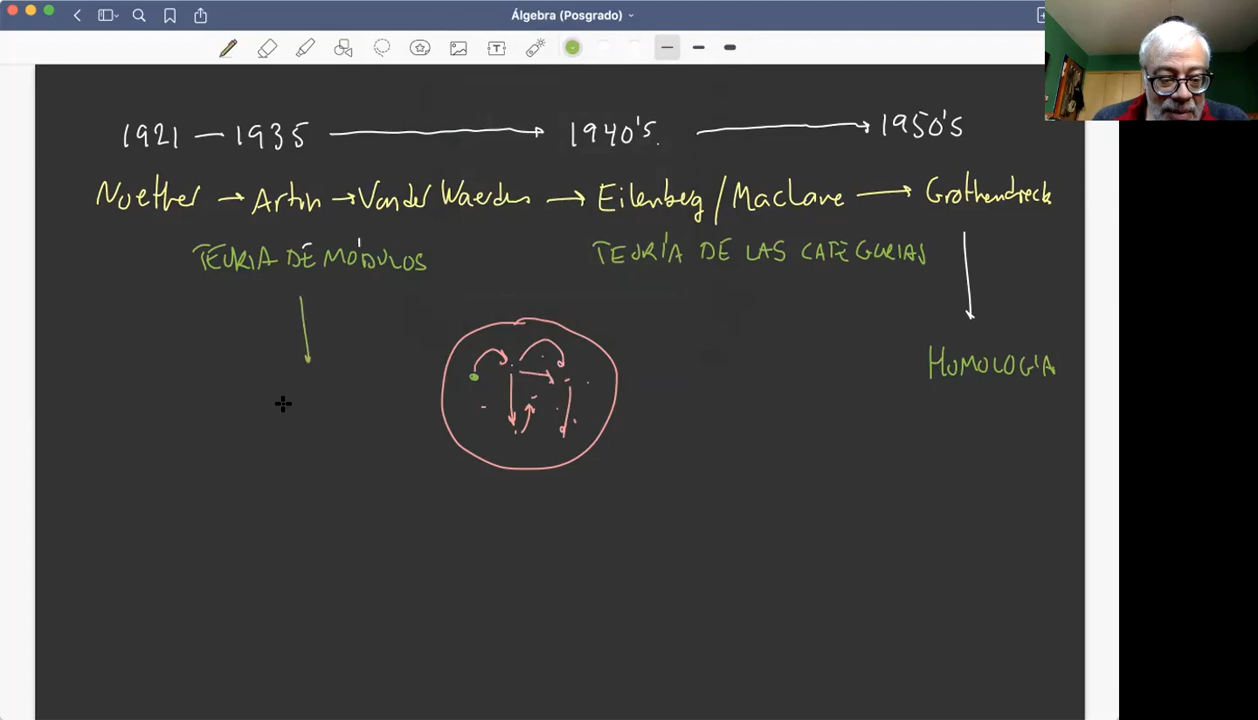 Álgebra (Posgrado)
1921 — 1935 → 1940's. → 1950's
Noether → Artin → Van der Waerden → Eilenberg / MacLane → Grothendieck
TEORIA DE MÓDULOS TEORÍA DE LAS CATEGORIAS
HOMOLOGÍA